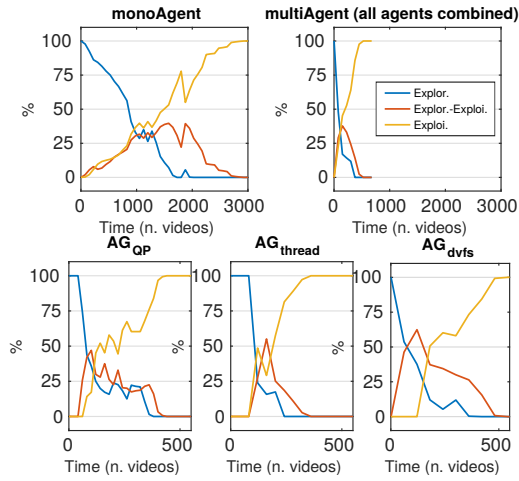 monoAgent
multiAgent (all agents combined)
100
75
50
25
0
%
0 1000 2000 3000
Time (n. videos)
100
75
50
25
0
%
Explor.
Explor.-Exploi.
Exploi.
0 1000 2000 3000
Time (n. videos)
AG_QP
AG_thread
AG_dvfs
100
75
50
25
0
%
0 500
Time (n. videos)
100
75
50
25
0
%
0 500
Time (n. videos)
100
75
50
25
0
%
0 500
Time (n. videos)